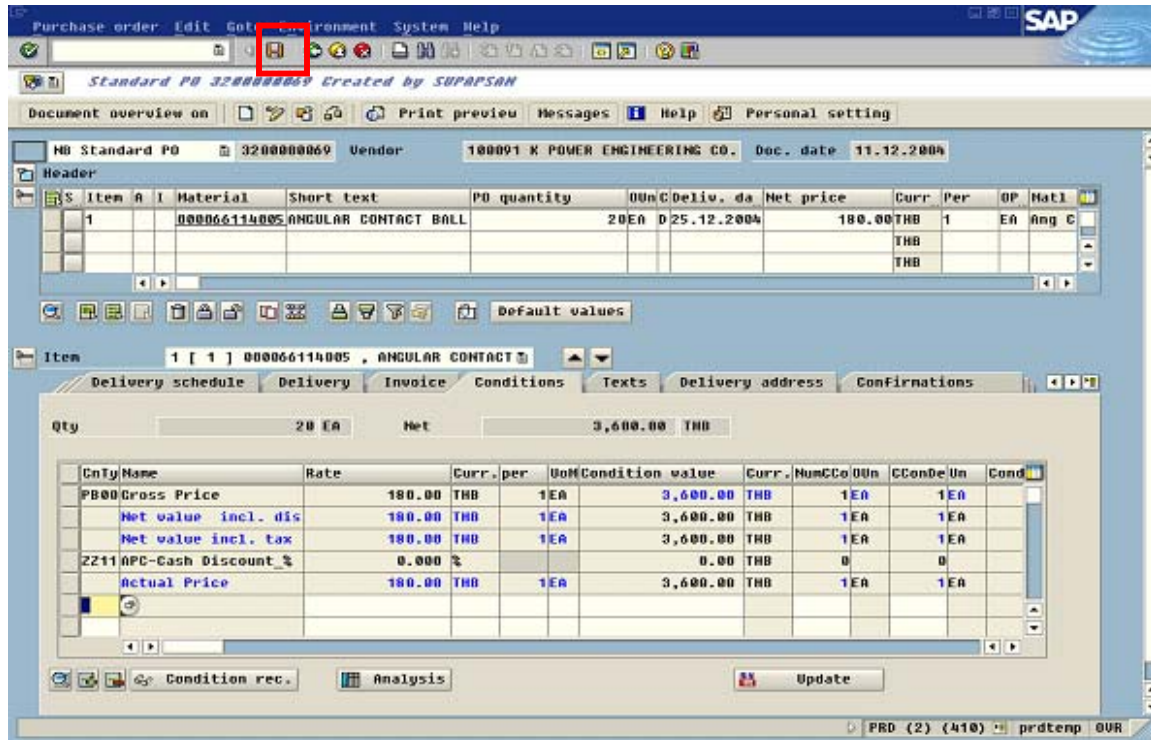 Purchase order Edit Goto Environment System Help
SAP
Standard PO 3200000069 Created by SUPAPSAN
Document overview on Print preview Messages Help Personal setting
NB Standard PO 3200000069 Vendor 100091 K POWER ENGINEERING CO. Doc. date 11.12.2004
Header
S Item A I Material Short text PO quantity OUn C Deliv. da Net price Curr Per OP Matl
1 000066114005 ANGULAR CONTACT BALL 20 EA D 25.12.2004 180.00 THB 1 EA Ang C
THB
THB
Default values
Item 1 [ 1 ] 000066114005 , ANGULAR CONTACT
Delivery schedule Delivery Invoice Conditions Texts Delivery address Confirmations
Qty 20 EA Net 3,600.00 THB
CnTy Name Rate Curr. per UoM Condition value Curr. NumCCo OUn CConDe Un Cond
PB00 Gross Price 180.00 THB 1 EA 3,600.00 THB 1 EA 1 EA
Net value incl. dis 180.00 THB 1 EA 3,600.00 THB 1 EA 1 EA
Net value incl. tax 180.00 THB 1 EA 3,600.00 THB 1 EA 1 EA
ZZ11 APC-Cash Discount_% 0.000 % 0.00 THB 0 0
Actual Price 180.00 THB 1 EA 3,600.00 THB 1 EA 1 EA
Condition rec. Analysis Update
PRD (2) (410) prdtemp OVR